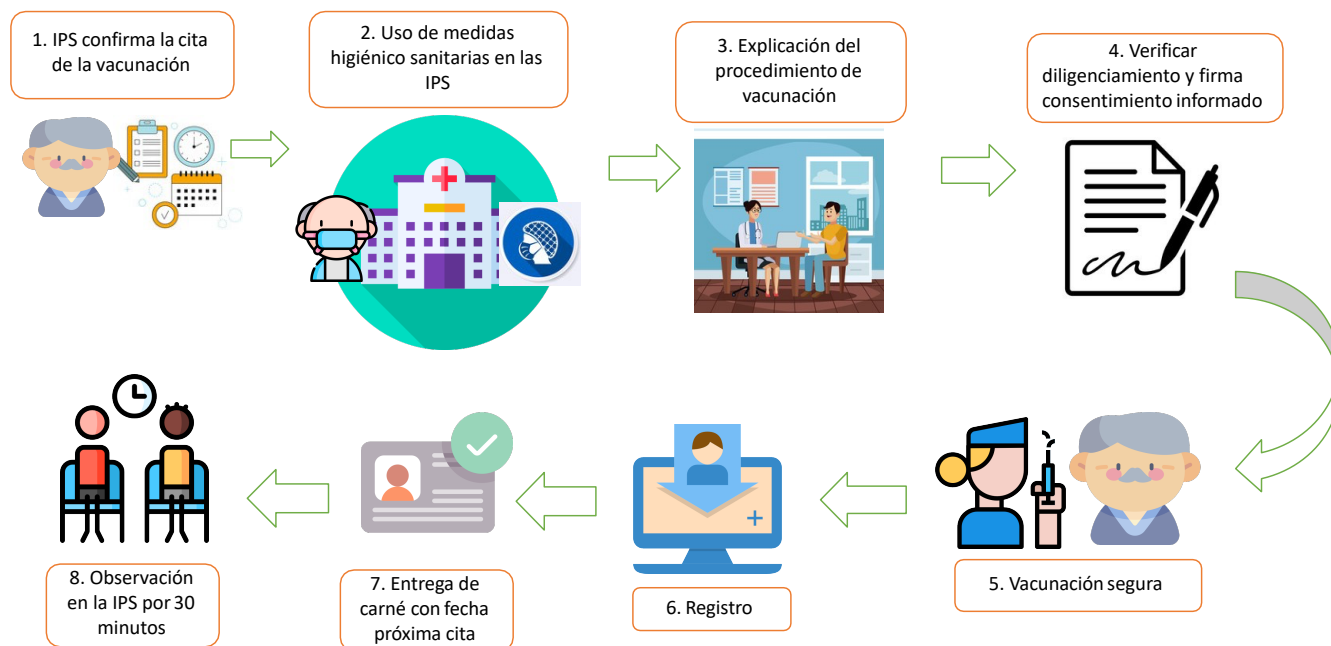 1. IPS confirma la cita
de la vacunación
2. Uso de medidas
higiénico sanitarias en las
IPS
3. Explicación del
procedimiento de
vacunación
4. Verificar
diligenciamiento y firma
consentimiento informado
5. Vacunación segura
6. Registro
7. Entrega de
carné con fecha
próxima cita
8. Observación
en la IPS por 30
minutos